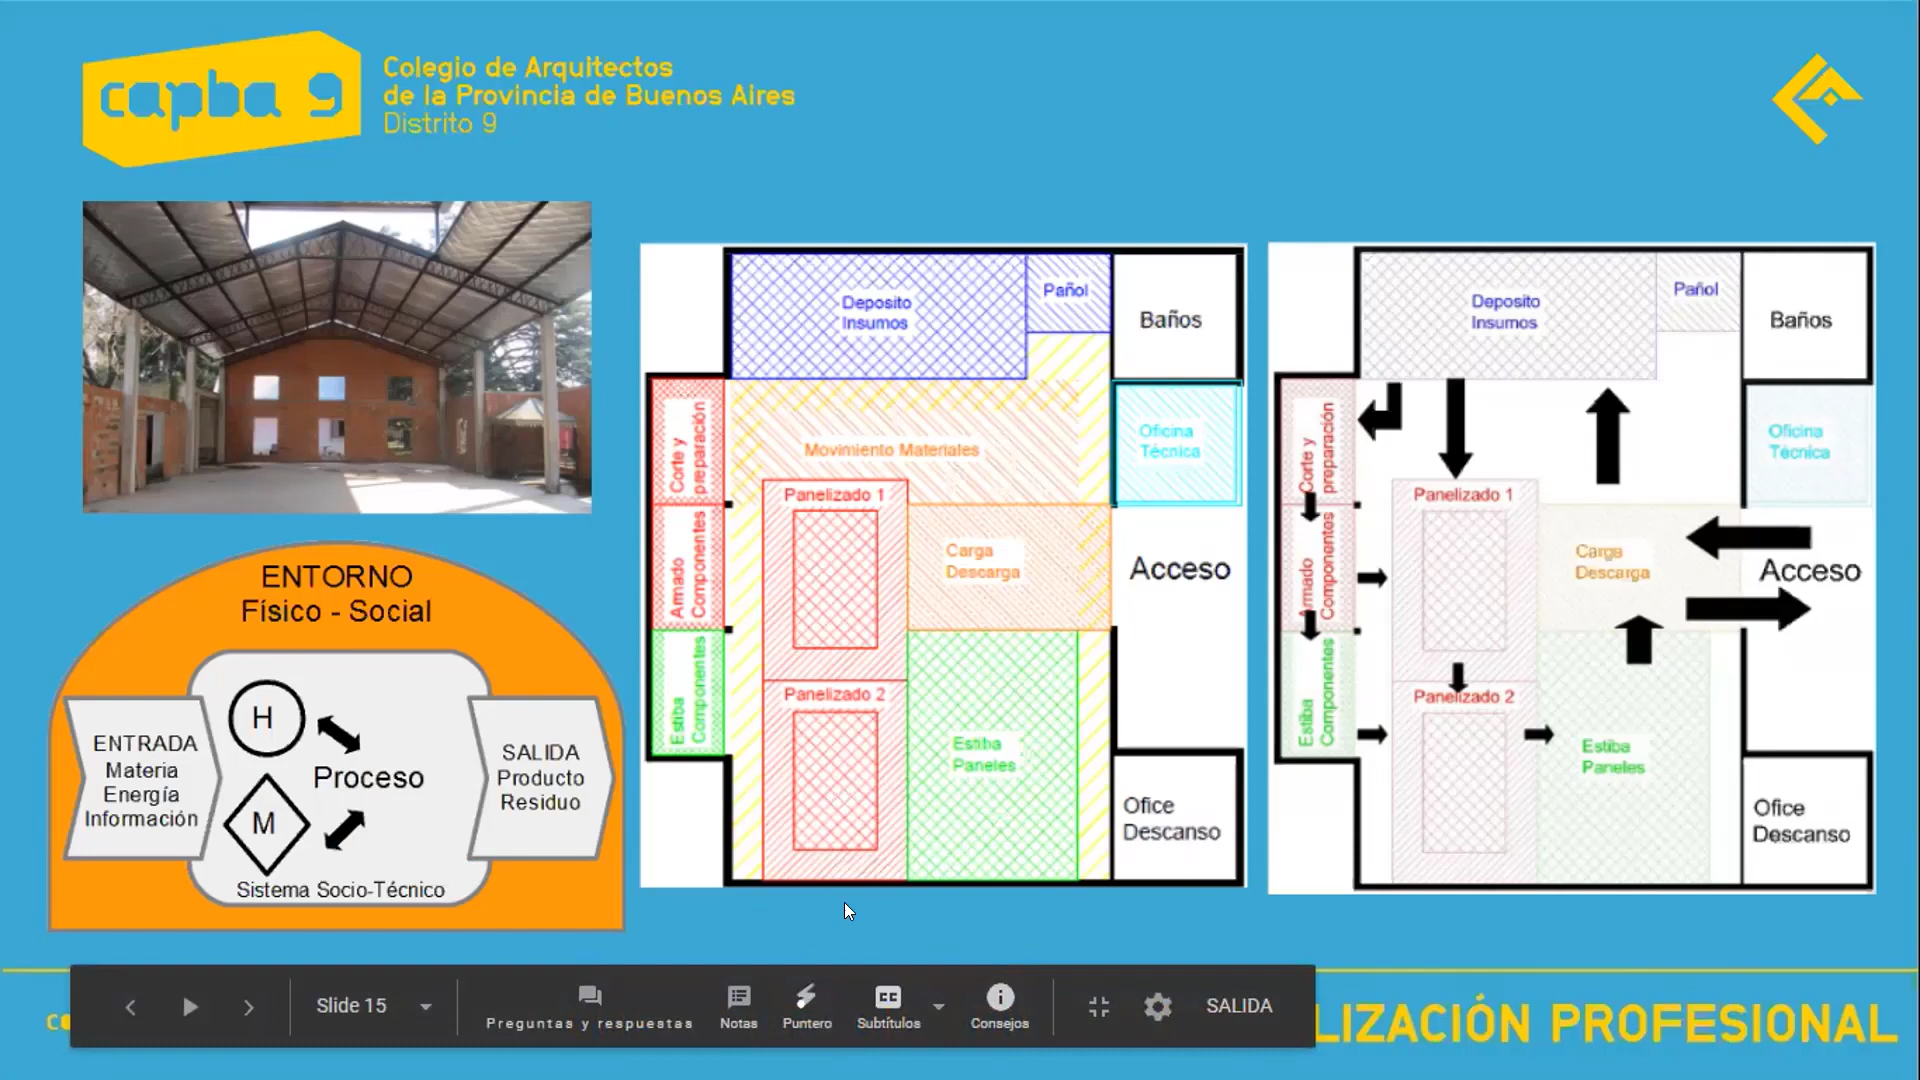 capba 9
Colegio de Arquitectos
de la Provincia de Buenos Aires
Distrito 9
ENTORNO
Físico - Social
ENTRADA
Materia
Energía
Información
H
M
Proceso
Sistema Socio-Técnico
SALIDA
Producto
Residuo
Deposito
Insumos
Pañol
Baños
Corte y
preparación
Movimiento Materiales
Oficina
Técnica
Panelizado 1
Armado
Componentes
Carga
Descarga
Acceso
Estiba
Componentes
Panelizado 2
Estiba
Paneles
Ofice
Descanso
Deposito
Insumos
Pañol
Baños
Corte y
preparación
Oficina
Técnica
Panelizado 1
Armado
Componentes
Carga
Descarga
Acceso
Estiba
Componentes
Panelizado 2
Estiba
Paneles
Ofice
Descanso
Slide 15
Preguntas y respuestas
Notas
Puntero
CC
Subtítulos
Consejos
SALIDA
LIZACIÓN PROFESIONAL